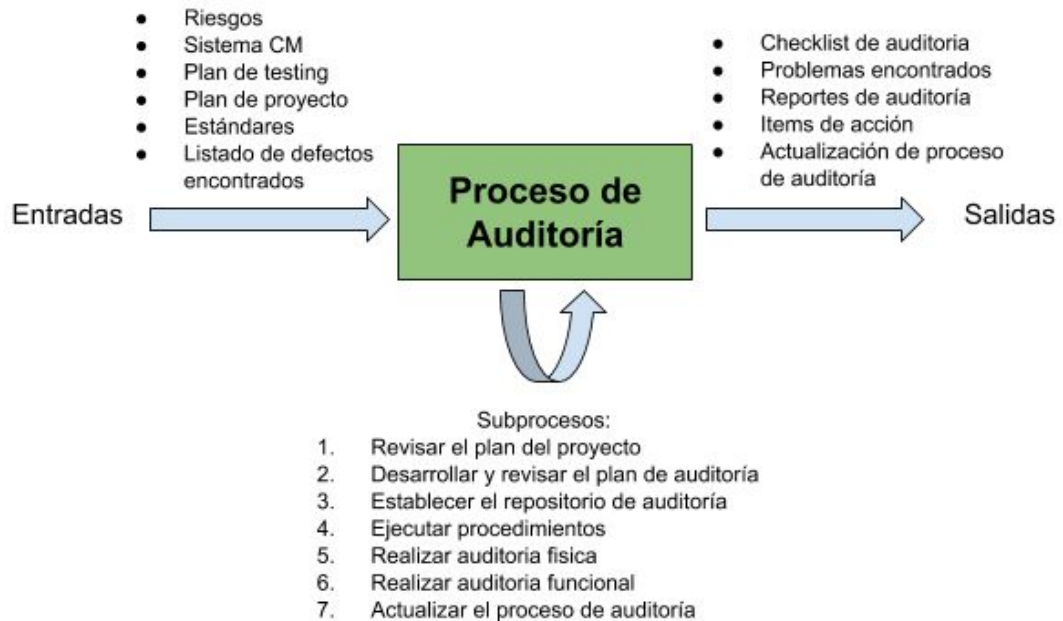 ● Riesgos
● Sistema CM
● Plan de testing
● Plan de proyecto
● Estándares
● Listado de defectos
encontrados
Entradas
Proceso de
Auditoría
● Checklist de auditoria
● Problemas encontrados
● Reportes de auditoría
● Items de acción
● Actualización de proceso
de auditoría
Salidas
Subprocesos:
1. Revisar el plan del proyecto
2. Desarrollar y revisar el plan de auditoría
3. Establecer el repositorio de auditoría
4. Ejecutar procedimientos
5. Realizar auditoria fisica
6. Realizar auditoria funcional
7. Actualizar el proceso de auditoría